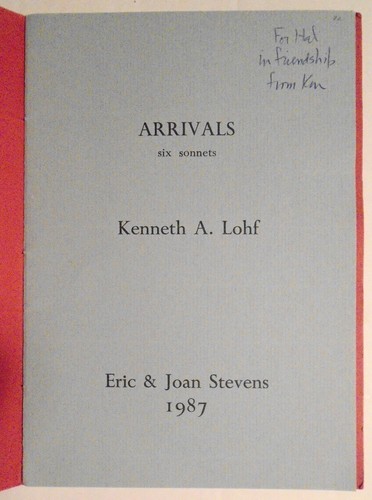 For Hal
in friendship
from Ken
ARRIVALS
six sonnets
Kenneth A. Lohf
Eric & Joan Stevens
1987